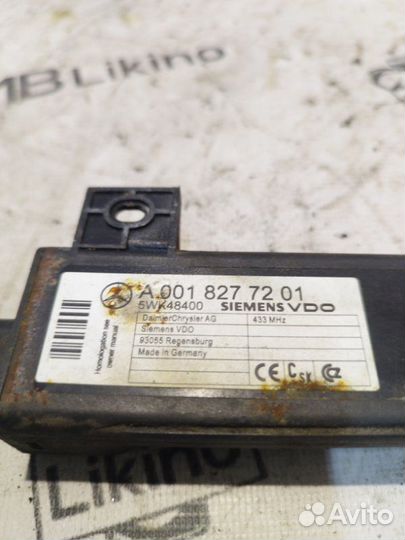 MB Likino
A 001 827 72 01
5WK48400 SIEMENS VDO
DaimlerChrysler AG 433 MHz
Siemens VDO
93055 Regensburg
Made in Germany
Homologation see
owner manual
CE
Likino
Avito